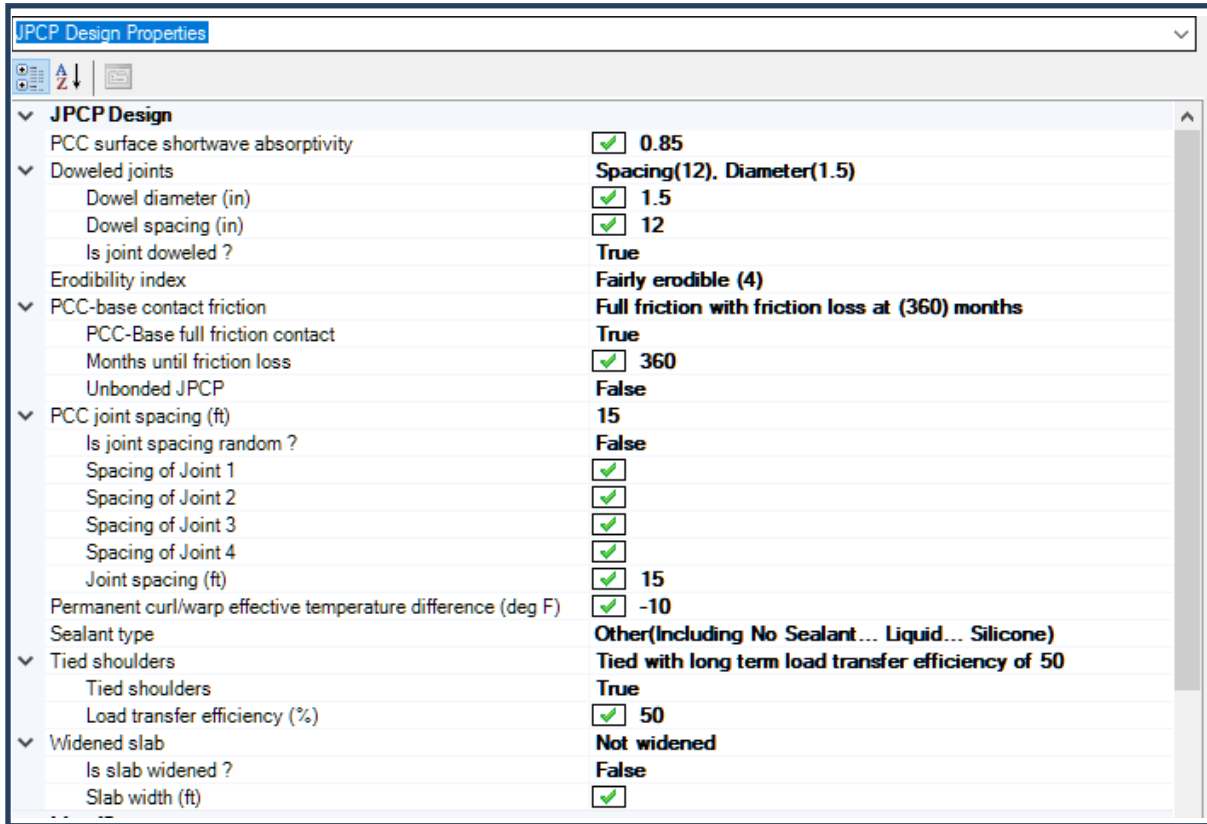 JPCP Design Properties
JPCP Design
PCC surface shortwave absorptivity 0.85
Doweled joints Spacing(12), Diameter(1.5)
Dowel diameter (in) 1.5
Dowel spacing (in) 12
Is joint doweled ? True
Erodibility index Fairly erodible (4)
PCC-base contact friction Full friction with friction loss at (360) months
PCC-Base full friction contact True
Months until friction loss 360
Unbonded JPCP False
PCC joint spacing (ft) 15
Is joint spacing random ? False
Spacing of Joint 1
Spacing of Joint 2
Spacing of Joint 3
Spacing of Joint 4
Joint spacing (ft) 15
Permanent curl/warp effective temperature difference (deg F) -10
Sealant type Other(Including No Sealant... Liquid... Silicone)
Tied shoulders Tied with long term load transfer efficiency of 50
Tied shoulders True
Load transfer efficiency (%) 50
Widened slab Not widened
Is slab widened ? False
Slab width (ft)